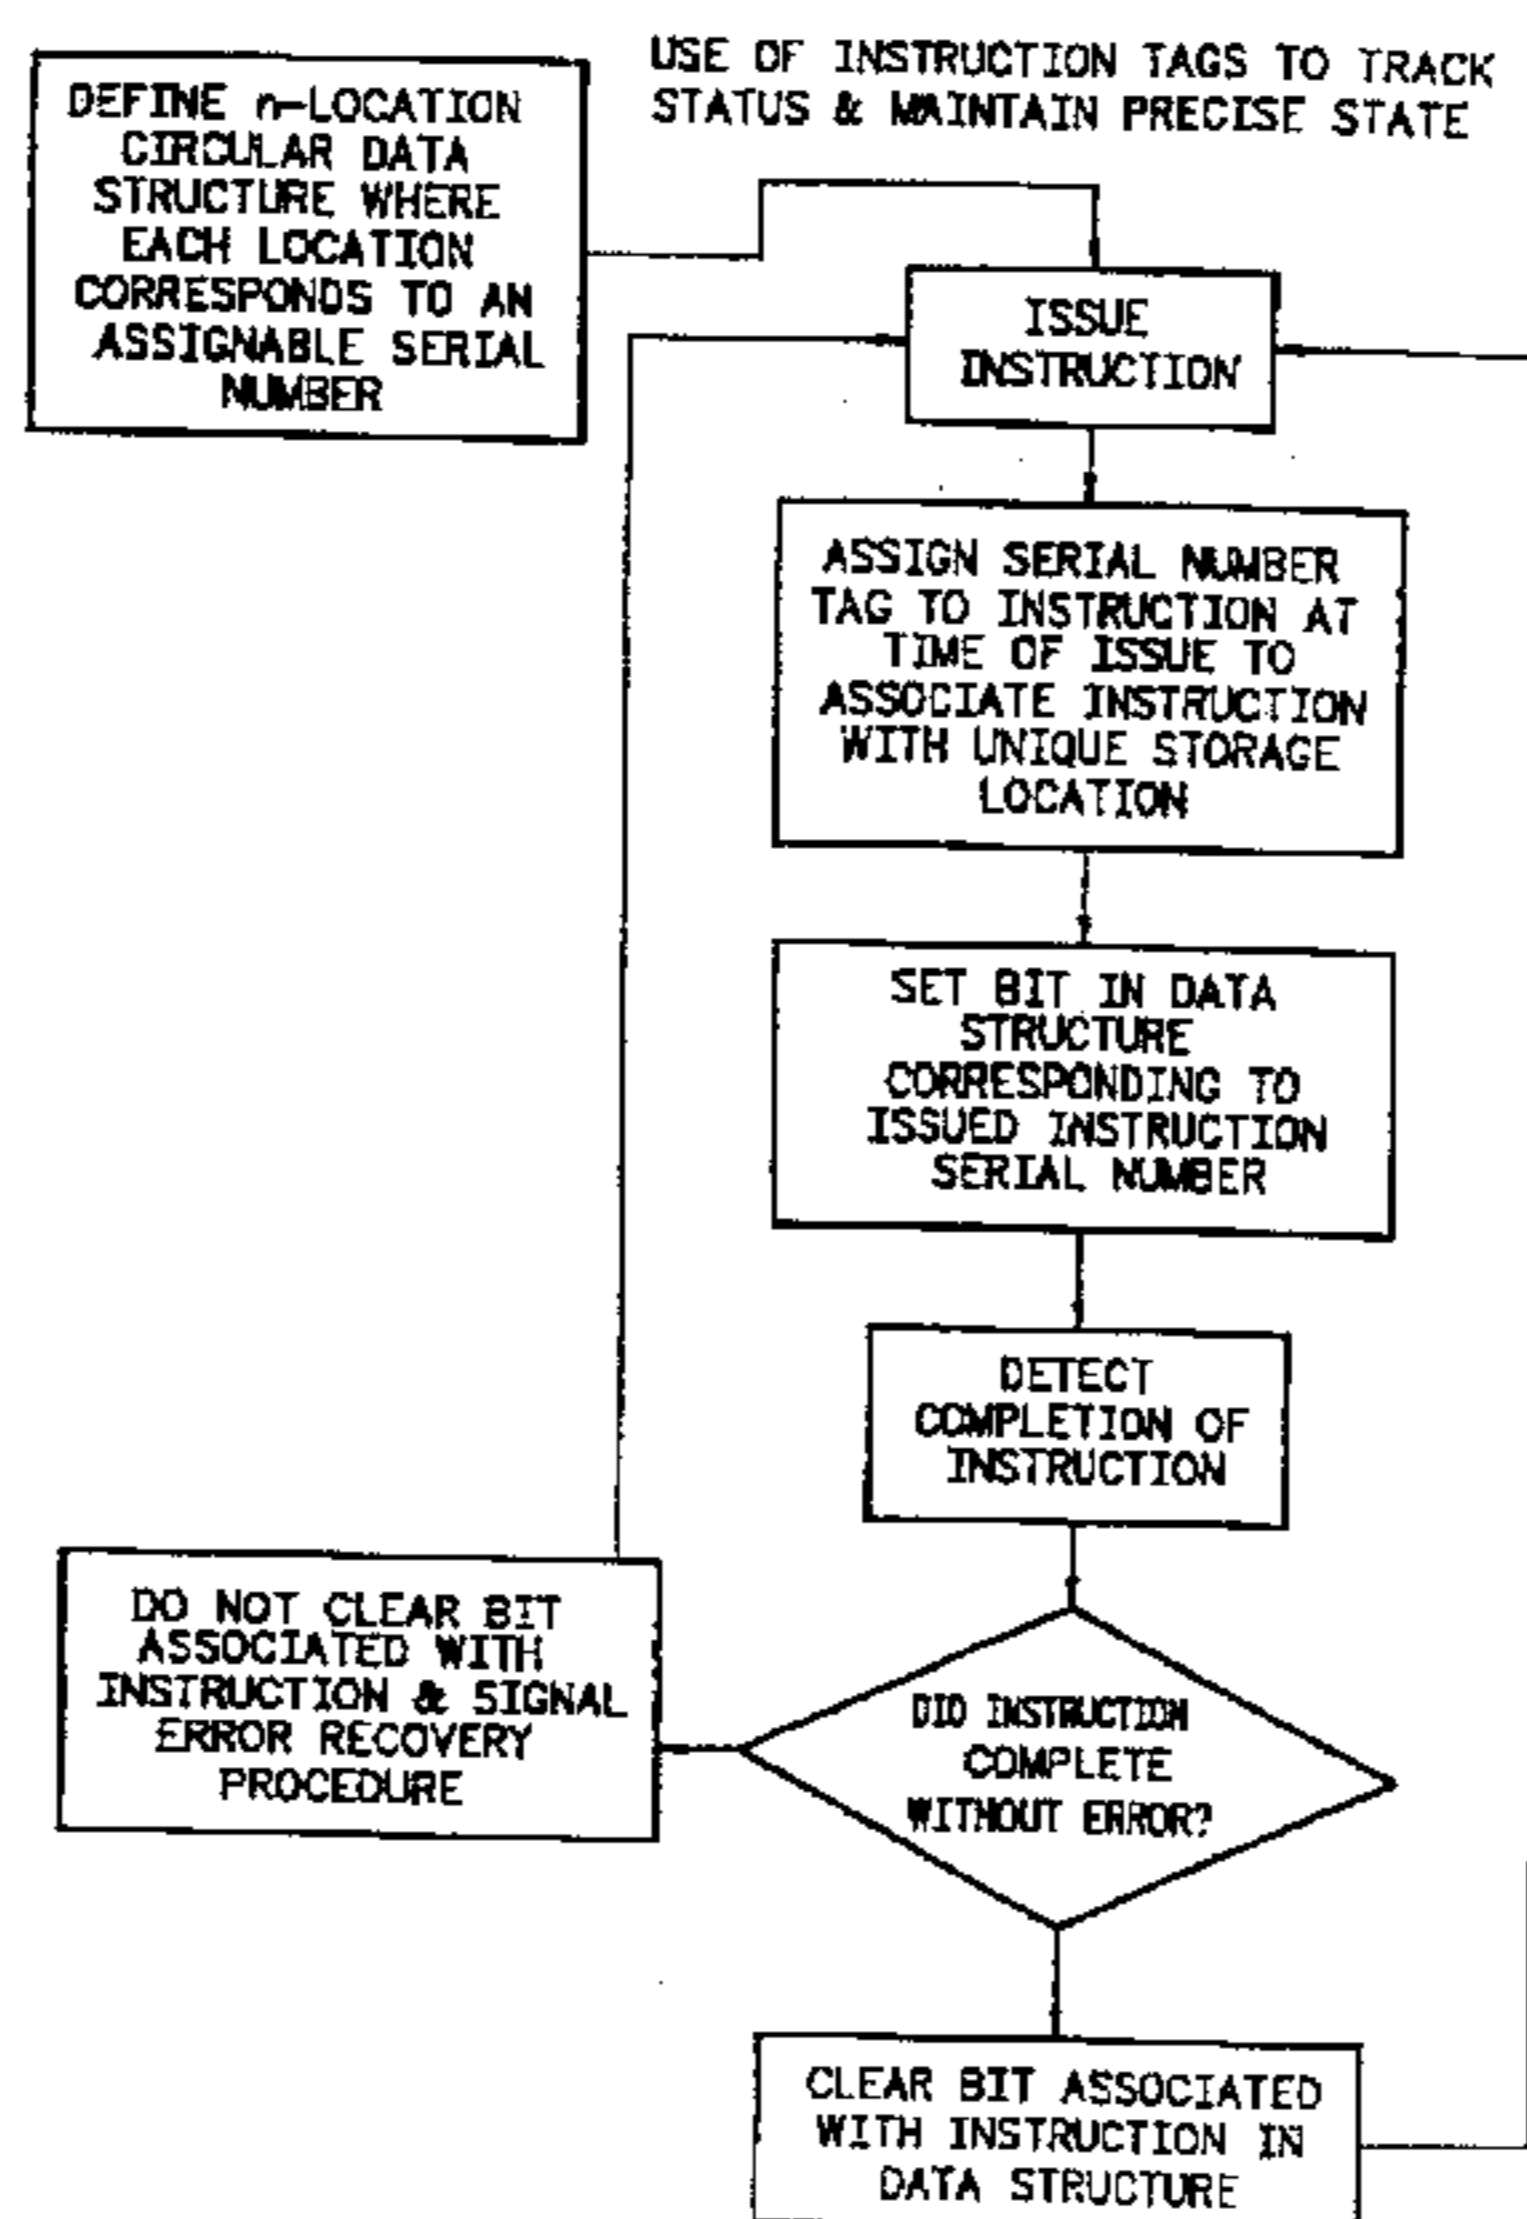 USE OF INSTRUCTION TAGS TO TRACK
STATUS & MAINTAIN PRECISE STATE
DEFINE n-LOCATION
CIRCULAR DATA
STRUCTURE WHERE
EACH LOCATION
CORRESPONDS TO AN
ASSIGNABLE SERIAL
NUMBER
ISSUE
INSTRUCTION
ASSIGN SERIAL NUMBER
TAG TO INSTRUCTION AT
TIME OF ISSUE TO
ASSOCIATE INSTRUCTION
WITH UNIQUE STORAGE
LOCATION
SET BIT IN DATA
STRUCTURE
CORRESPONDING TO
ISSUED INSTRUCTION
SERIAL NUMBER
DETECT
COMPLETION OF
INSTRUCTION
DID INSTRUCTION
COMPLETE
WITHOUT ERROR?
DO NOT CLEAR BIT
ASSOCIATED WITH
INSTRUCTION & SIGNAL
ERROR RECOVERY
PROCEDURE
CLEAR BIT ASSOCIATED
WITH INSTRUCTION IN
DATA STRUCTURE